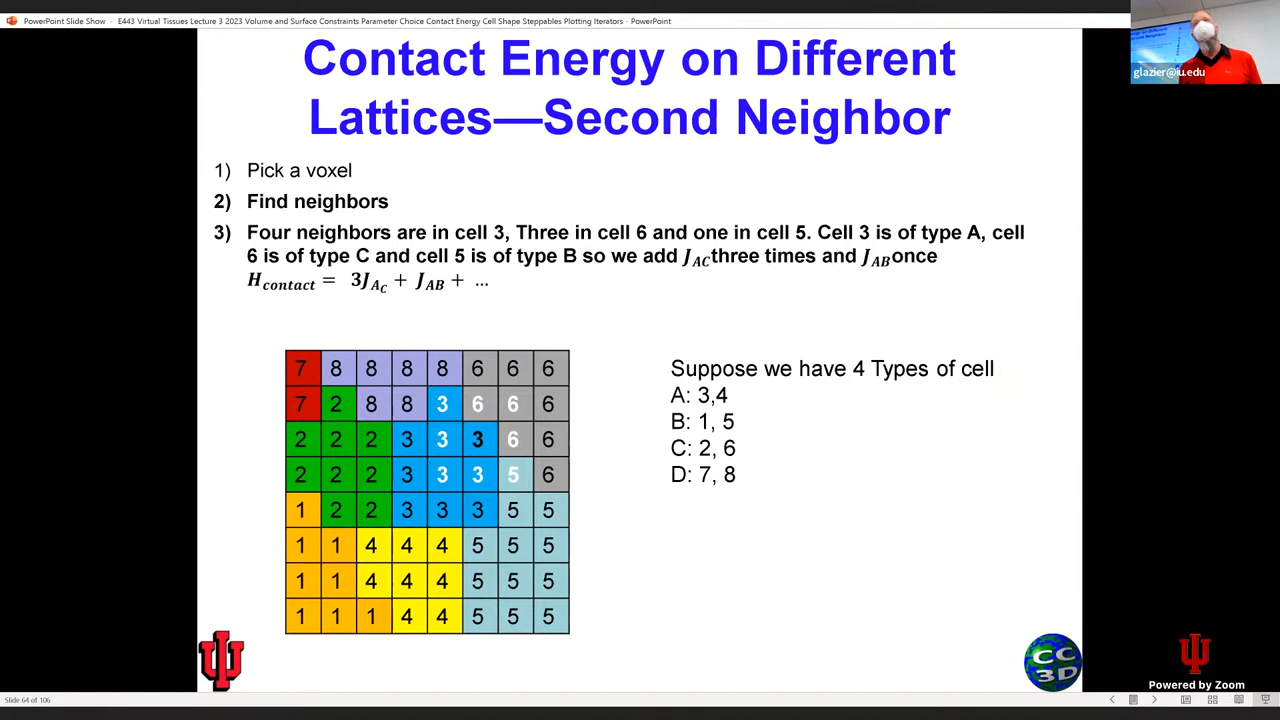 PowerPoint Slide Show - E443 Virtual Tissues Lecture 3 2023 Volume and Surface Constraints Parameter Choice Contact Energy Cell Shape Steppables Plotting Iterators - PowerPoint
glazier@iu.edu
Contact Energy on Different
Lattices—Second Neighbor
1) Pick a voxel
2) Find neighbors
3) Four neighbors are in cell 3, Three in cell 6 and one in cell 5. Cell 3 is of type A, cell
6 is of type C and cell 5 is of type B so we add J_AC three times and J_AB once
H_contact = 3J_AC + J_AB + ...
7 8 8 8 8 6 6 6
7 2 8 8 3 6 6 6
2 2 2 3 3 3 6 6
2 2 2 3 3 3 5 6
1 2 2 3 3 3 5 5
1 1 4 4 4 5 5 5
1 1 4 4 4 5 5 5
1 1 1 4 4 5 5 5
Suppose we have 4 Types of cell
A: 3,4
B: 1, 5
C: 2, 6
D: 7, 8
CC
3D
Powered by Zoom
Slide 64 of 106